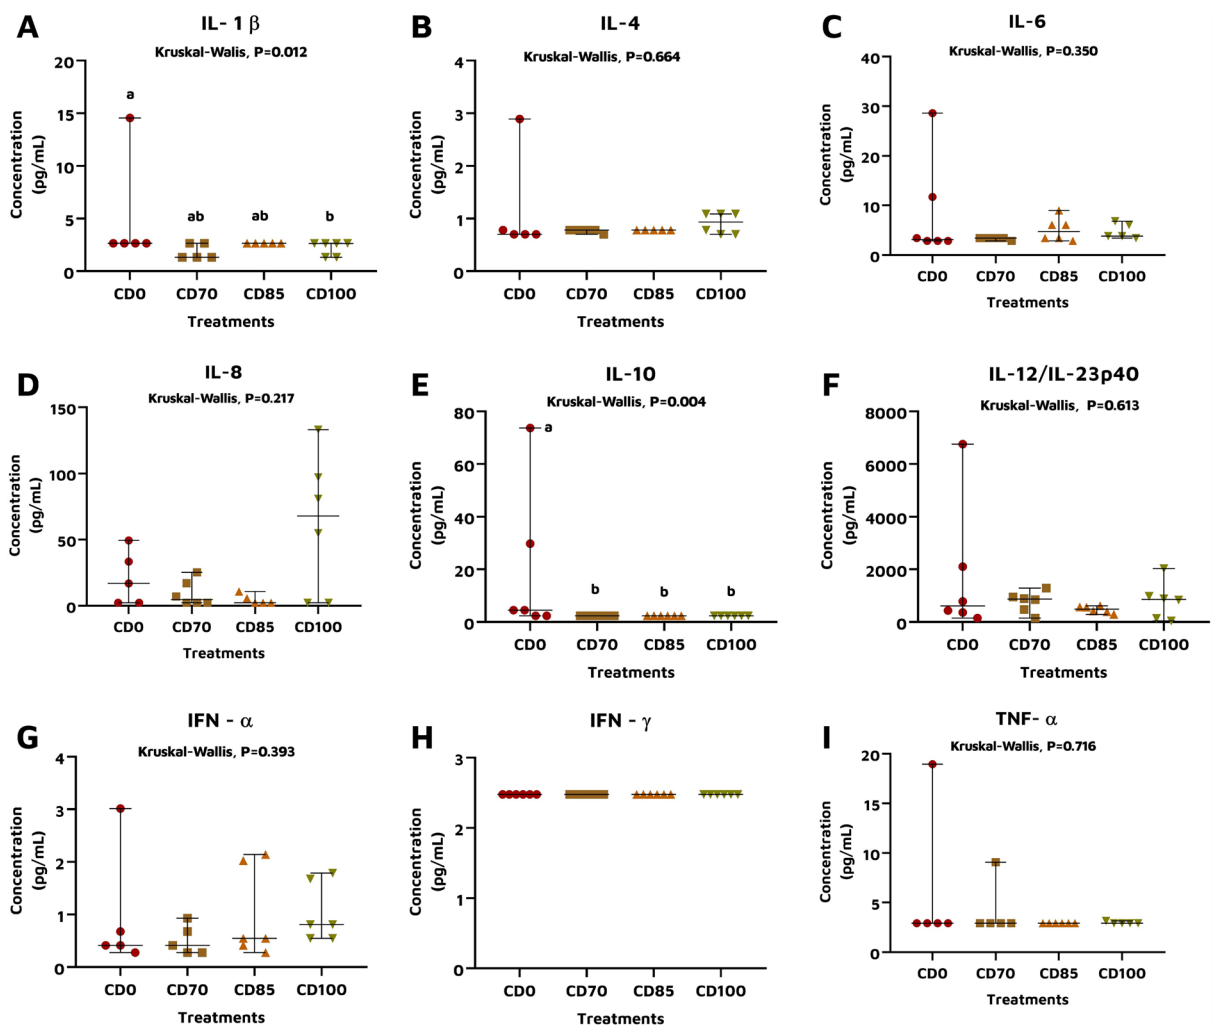 A
IL- 1 β
Kruskal-Walis, P=0.012
Concentration
(pg/mL)
20
15
10
5
0
a
ab
ab
b
CD0
CD70
CD85
CD100
Treatments
B
IL-4
Kruskal-Wallis, P=0.664
Concentration
(pg/mL)
4
3
2
1
0
CD0
CD70
CD85
CD100
Treatments
C
IL-6
Kruskal-Wallis, P=0.350
Concentration
(pg/mL)
40
30
20
10
0
CD0
CD70
CD85
CD100
Treatments
D
IL-8
Kruskal-Wallis, P=0.217
Concentration
(pg/mL)
150
100
50
0
CD0
CD70
CD85
CD100
Treatments
E
IL-10
Kruskal-Wallis, P=0.004
Concentration
(pg/mL)
80
60
40
20
0
a
b
b
b
CD0
CD70
CD85
CD100
Treatments
F
IL-12/IL-23p40
Kruskal-Wallis, P=0.613
Concentration
(pg/mL)
8000
6000
4000
2000
0
CD0
CD70
CD85
CD100
Treatments
G
IFN - α
Kruskal-Wallis, P=0.393
Concentration
(pg/mL)
4
3
2
1
0
CD0
CD70
CD85
CD100
Treatments
H
IFN - γ
Concentration
(pg/mL)
3
2
1
0
CD0
CD70
CD85
CD100
Treatments
I
TNF- α
Kruskal-Wallis, P=0.716
Concentration
(pg/mL)
20
15
10
5
0
CD0
CD70
CD85
CD100
Treatments